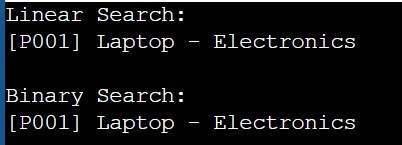 Linear Search:
[P001] Laptop - Electronics
Binary Search:
[P001] Laptop - Electronics